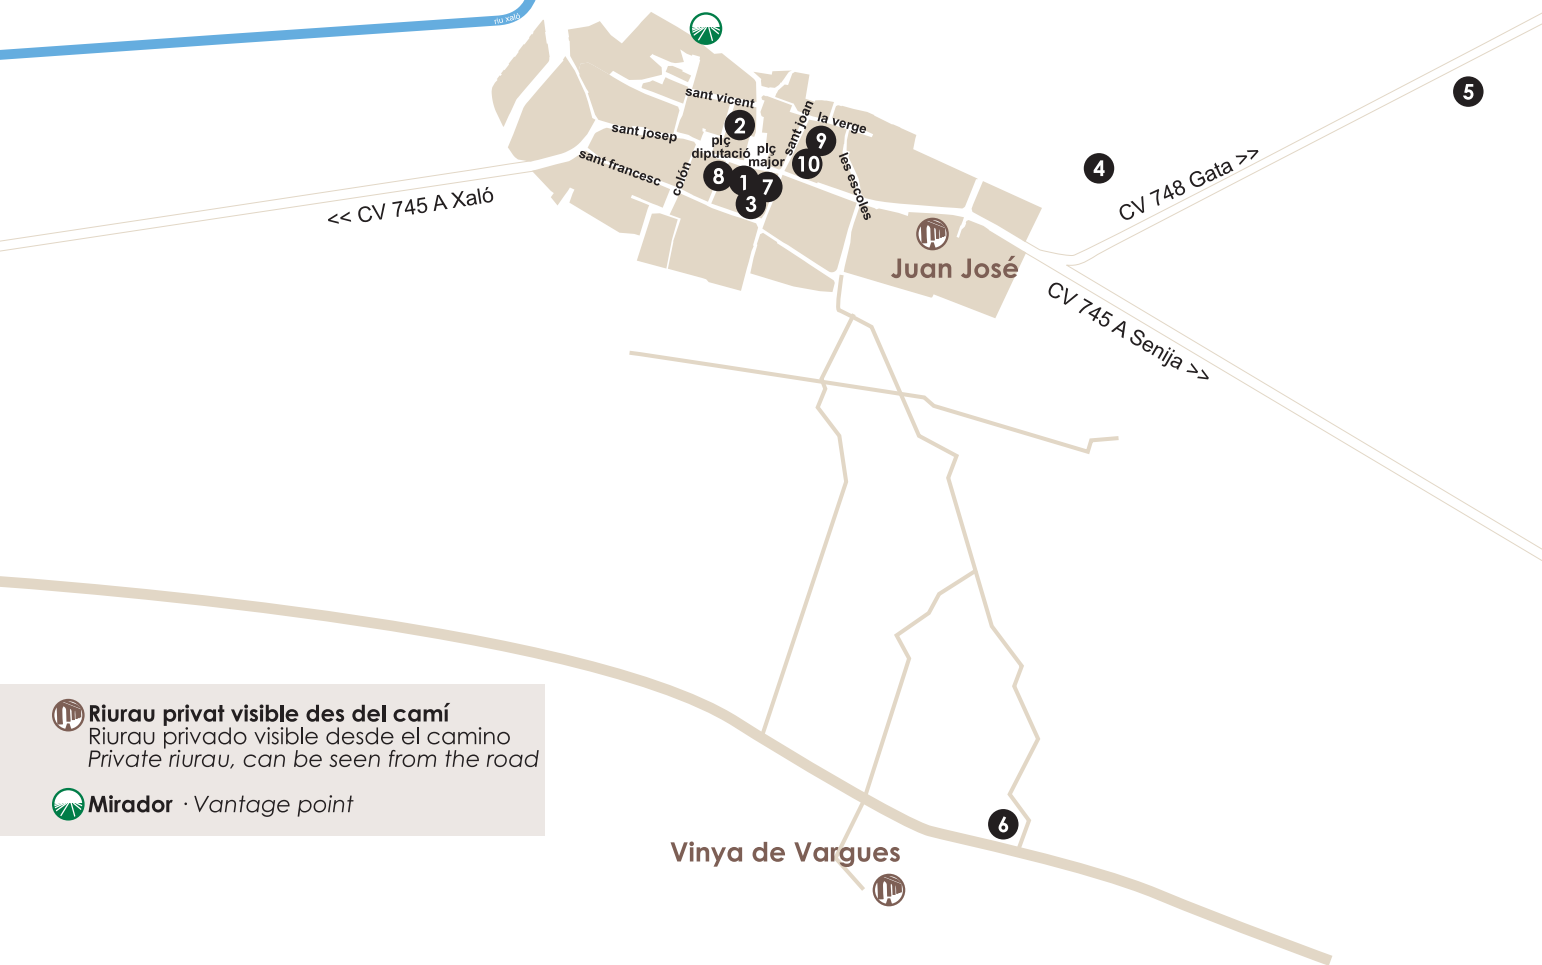 riu xaló
5
sant vicent
sant joan
la verge
2
sant josep
9
plç
diputació
plç
major
10
4
CV 748 Gata >>
sant francesc
colón
8
1
7
les escoles
3
<< CV 745 A Xaló
Juan José
CV 745 A Senija >>
Riurau privat visible des del camí
Riurau privado visible desde el camino
Private riurau, can be seen from the road
Mirador · Vantage point
6
Vinya de Vargues